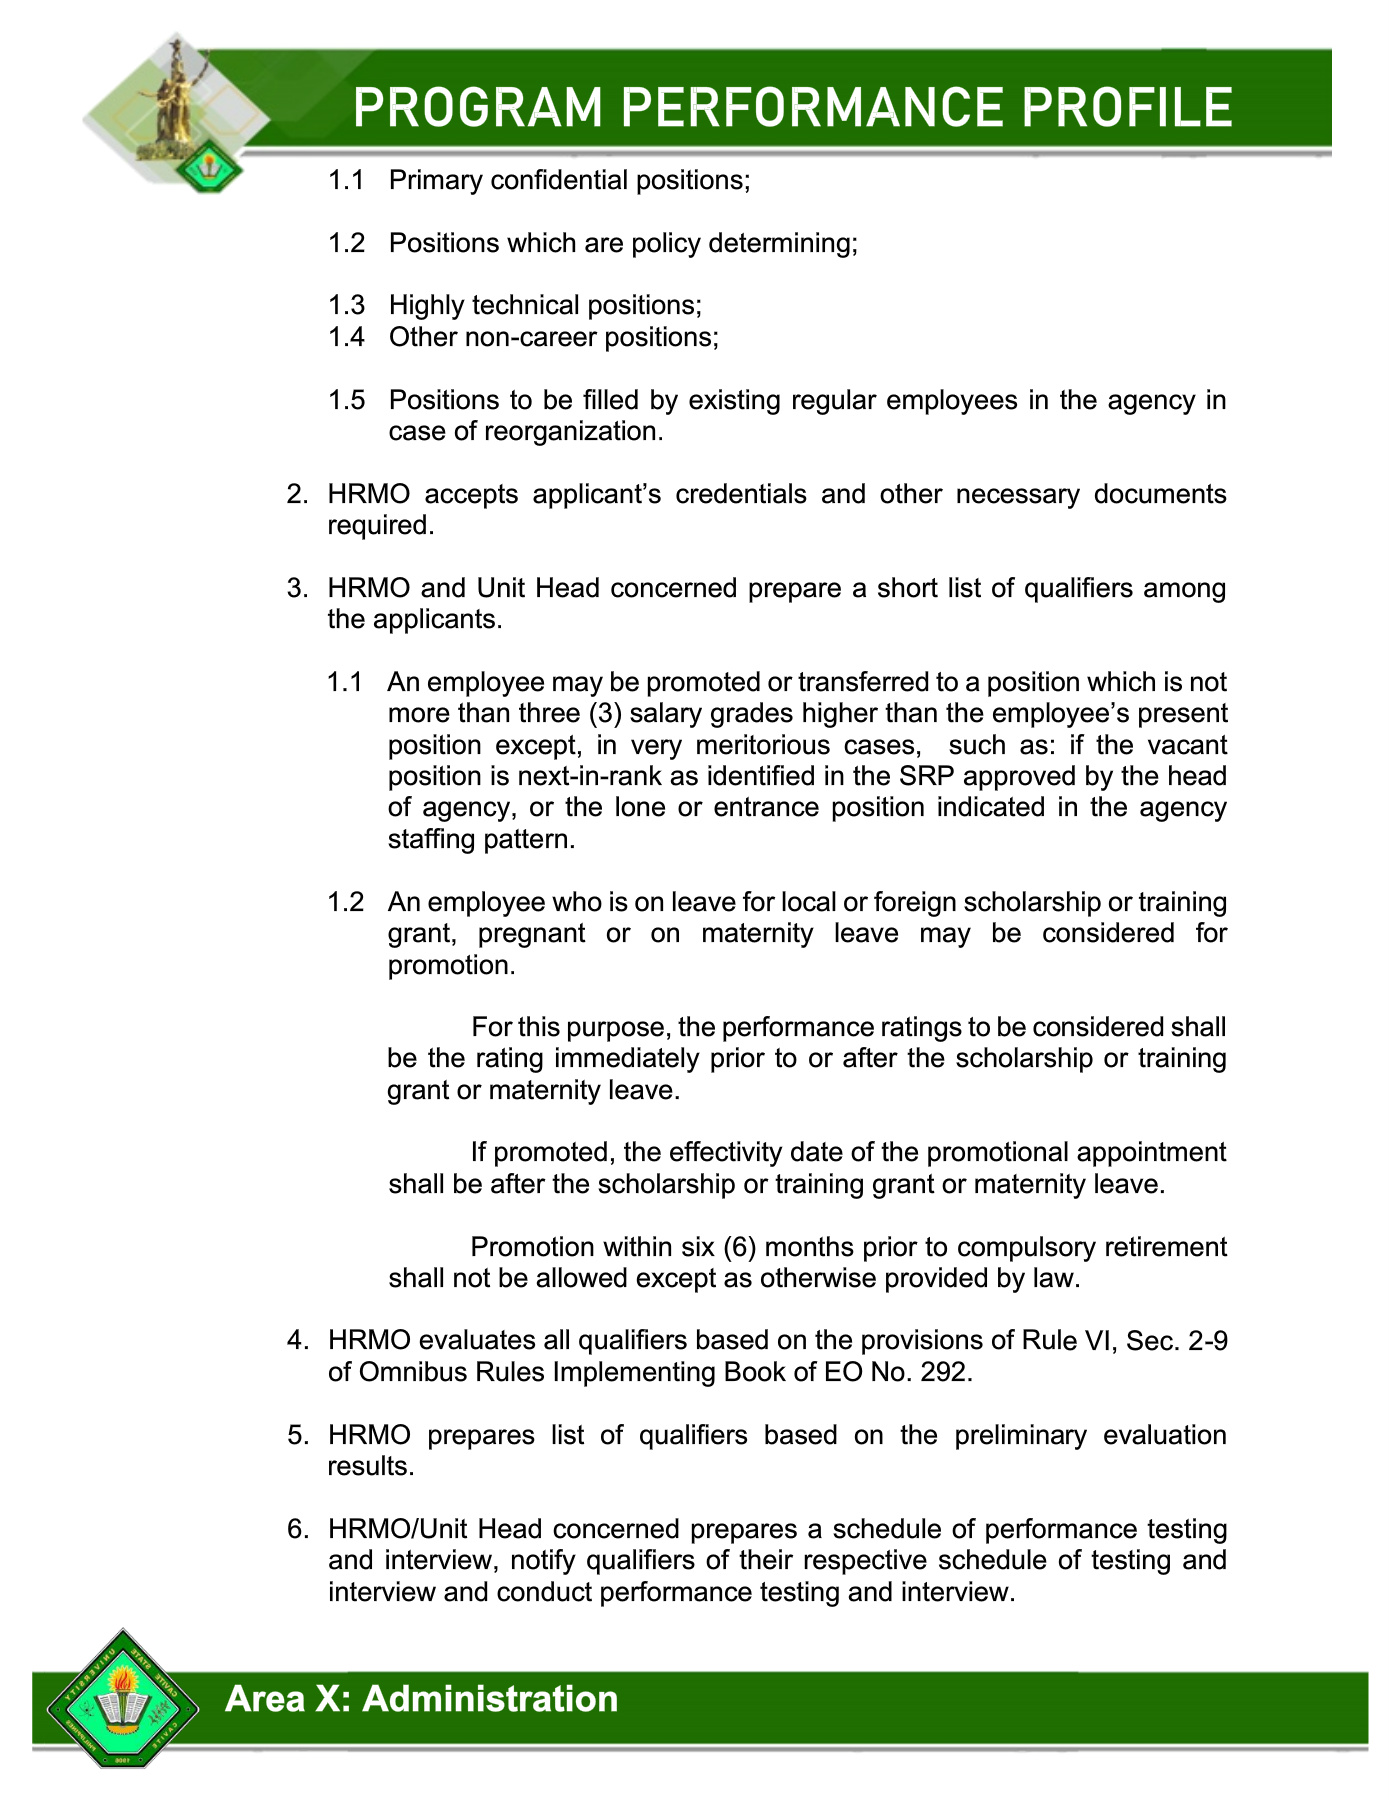 PROGRAM PERFORMANCE PROFILE
1.1 Primary confidential positions;
1.2 Positions which are policy determining;
1.3 Highly technical positions;
1.4 Other non-career positions;
1.5 Positions to be filled by existing regular employees in the agency in
case of reorganization.
2. HRMO accepts applicant’s credentials and other necessary documents
required.
3. HRMO and Unit Head concerned prepare a short list of qualifiers among
the applicants.
1.1 An employee may be promoted or transferred to a position which is not
more than three (3) salary grades higher than the employee’s present
position except, in very meritorious cases, such as: if the vacant
position is next-in-rank as identified in the SRP approved by the head
of agency, or the lone or entrance position indicated in the agency
staffing pattern.
1.2 An employee who is on leave for local or foreign scholarship or training
grant, pregnant or on maternity leave may be considered for
promotion.
For this purpose, the performance ratings to be considered shall
be the rating immediately prior to or after the scholarship or training
grant or maternity leave.
If promoted, the effectivity date of the promotional appointment
shall be after the scholarship or training grant or maternity leave.
Promotion within six (6) months prior to compulsory retirement
shall not be allowed except as otherwise provided by law.
4. HRMO evaluates all qualifiers based on the provisions of Rule VI, Sec. 2-9
of Omnibus Rules Implementing Book of EO No. 292.
5. HRMO prepares list of qualifiers based on the preliminary evaluation
results.
6. HRMO/Unit Head concerned prepares a schedule of performance testing
and interview, notify qualifiers of their respective schedule of testing and
interview and conduct performance testing and interview.
CAVITE STATE UNIVERSITY
CAVITE PHILIPPINES
1906
Area X: Administration